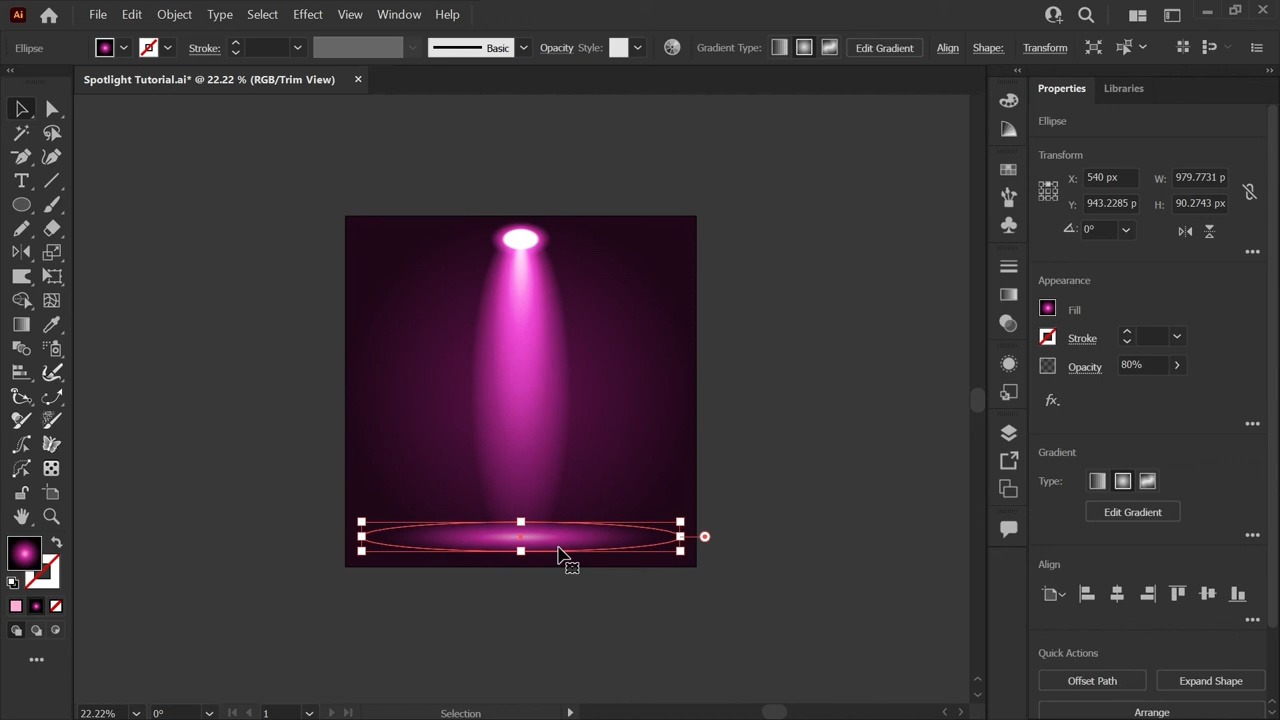 Ai File Edit Object Type Select Effect View Window Help
Ellipse Stroke: Basic Opacity Style: Gradient Type: Edit Gradient Align Shape: Transform
Spotlight Tutorial.ai* @ 22.22 % (RGB/Trim View)
Properties Libraries
Ellipse
Transform
X: 540 px W: 979.7731 p
Y: 943.2285 p H: 90.2743 px
0°
Appearance
Fill
Stroke
Opacity 80%
fx.
Gradient
Type:
Edit Gradient
Align
Quick Actions
Offset Path Expand Shape
Arrange
22.22% 0° 1 Selection